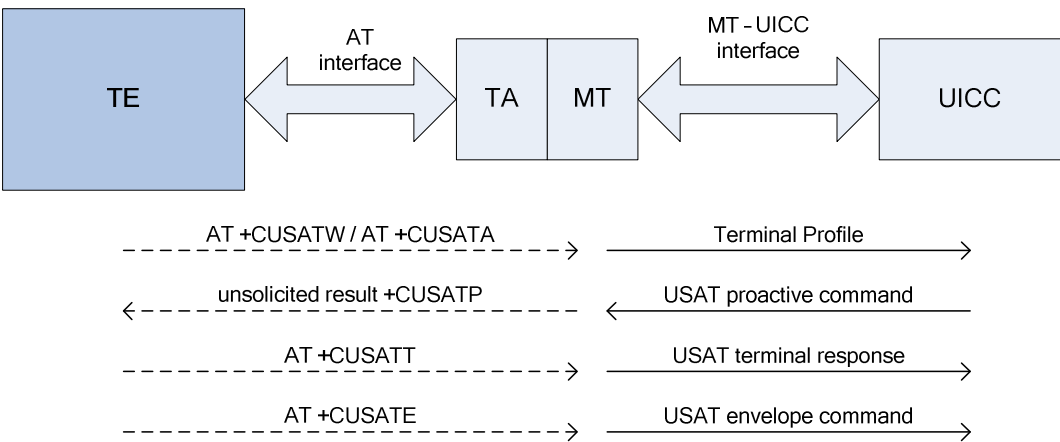 AT
interface
MT – UICC
interface
TE
TA
MT
UICC
AT +CUSATW / AT +CUSATA
Terminal Profile
unsolicited result +CUSATP
USAT proactive command
AT +CUSATT
USAT terminal response
AT +CUSATE
USAT envelope command